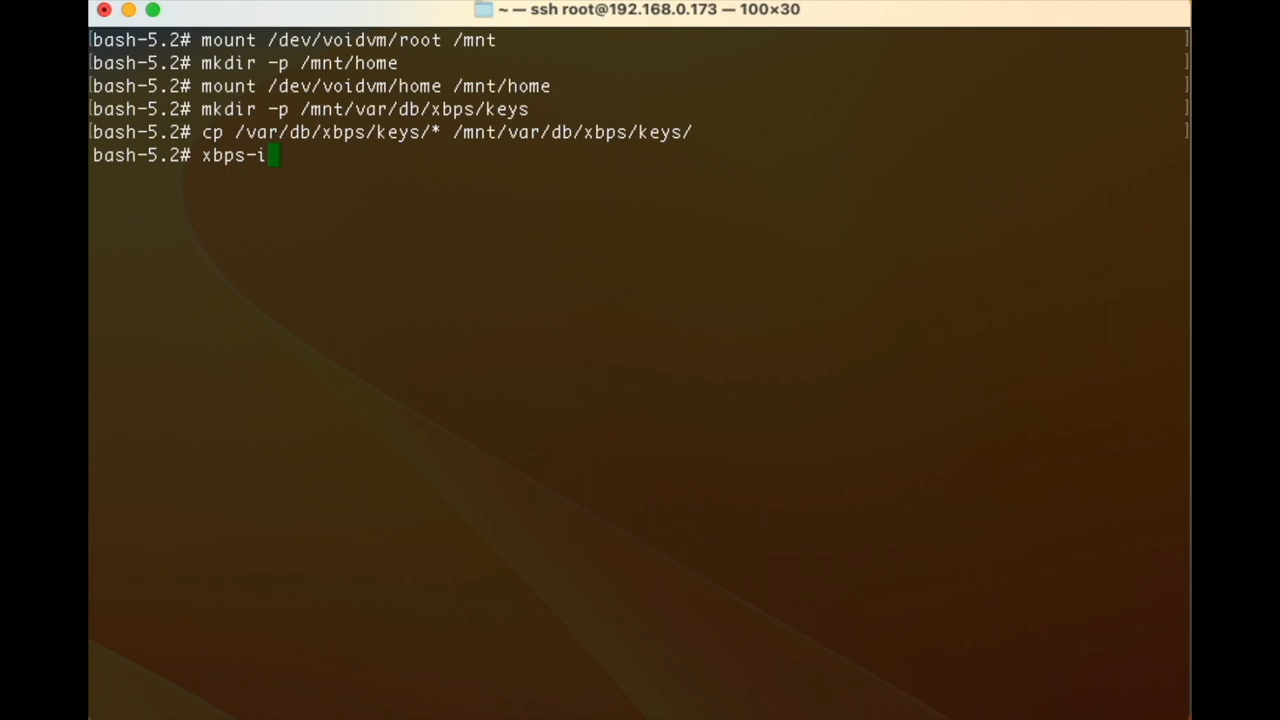 ~ — ssh root@192.168.0.173 — 100×30
[bash-5.2# mount /dev/voidvm/root /mnt ]
[bash-5.2# mkdir -p /mnt/home ]
[bash-5.2# mount /dev/voidvm/home /mnt/home ]
[bash-5.2# mkdir -p /mnt/var/db/xbps/keys ]
[bash-5.2# cp /var/db/xbps/keys/* /mnt/var/db/xbps/keys/ ]
bash-5.2# xbps-i